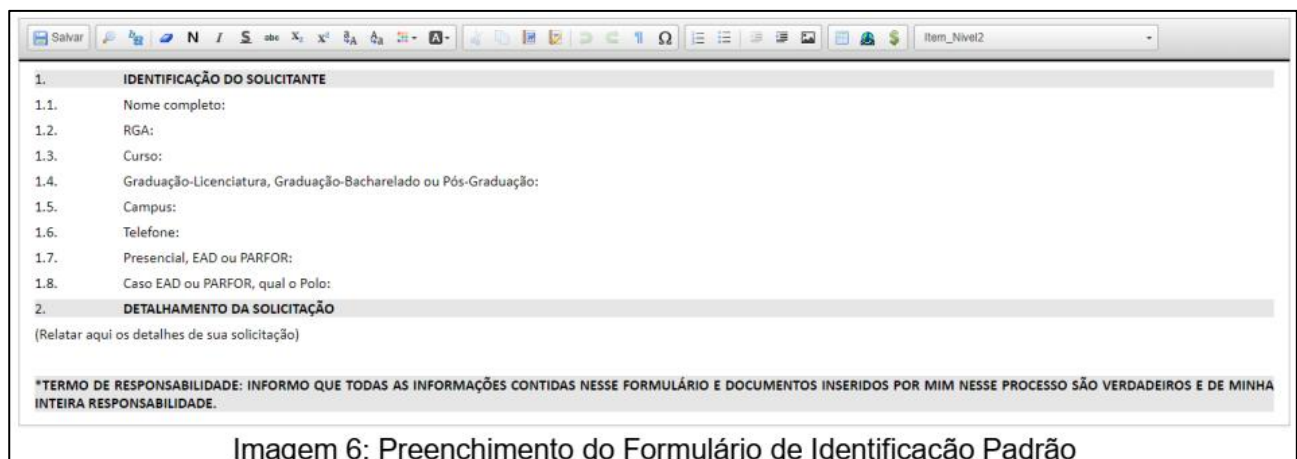 Salvar N I S abc X₂ X² Ω $ Item_Nivel2
1. IDENTIFICAÇÃO DO SOLICITANTE
1.1. Nome completo:
1.2. RGA:
1.3. Curso:
1.4. Graduação-Licenciatura, Graduação-Bacharelado ou Pós-Graduação:
1.5. Campus:
1.6. Telefone:
1.7. Presencial, EAD ou PARFOR:
1.8. Caso EAD ou PARFOR, qual o Polo:
2. DETALHAMENTO DA SOLICITAÇÃO
(Relatar aqui os detalhes de sua solicitação)
*TERMO DE RESPONSABILIDADE: INFORMO QUE TODAS AS INFORMAÇÕES CONTIDAS NESSE FORMULÁRIO E DOCUMENTOS INSERIDOS POR MIM NESSE PROCESSO SÃO VERDADEIROS E DE MINHA
INTEIRA RESPONSABILIDADE.
Imagem 6: Preenchimento do Formulário de Identificação Padrão